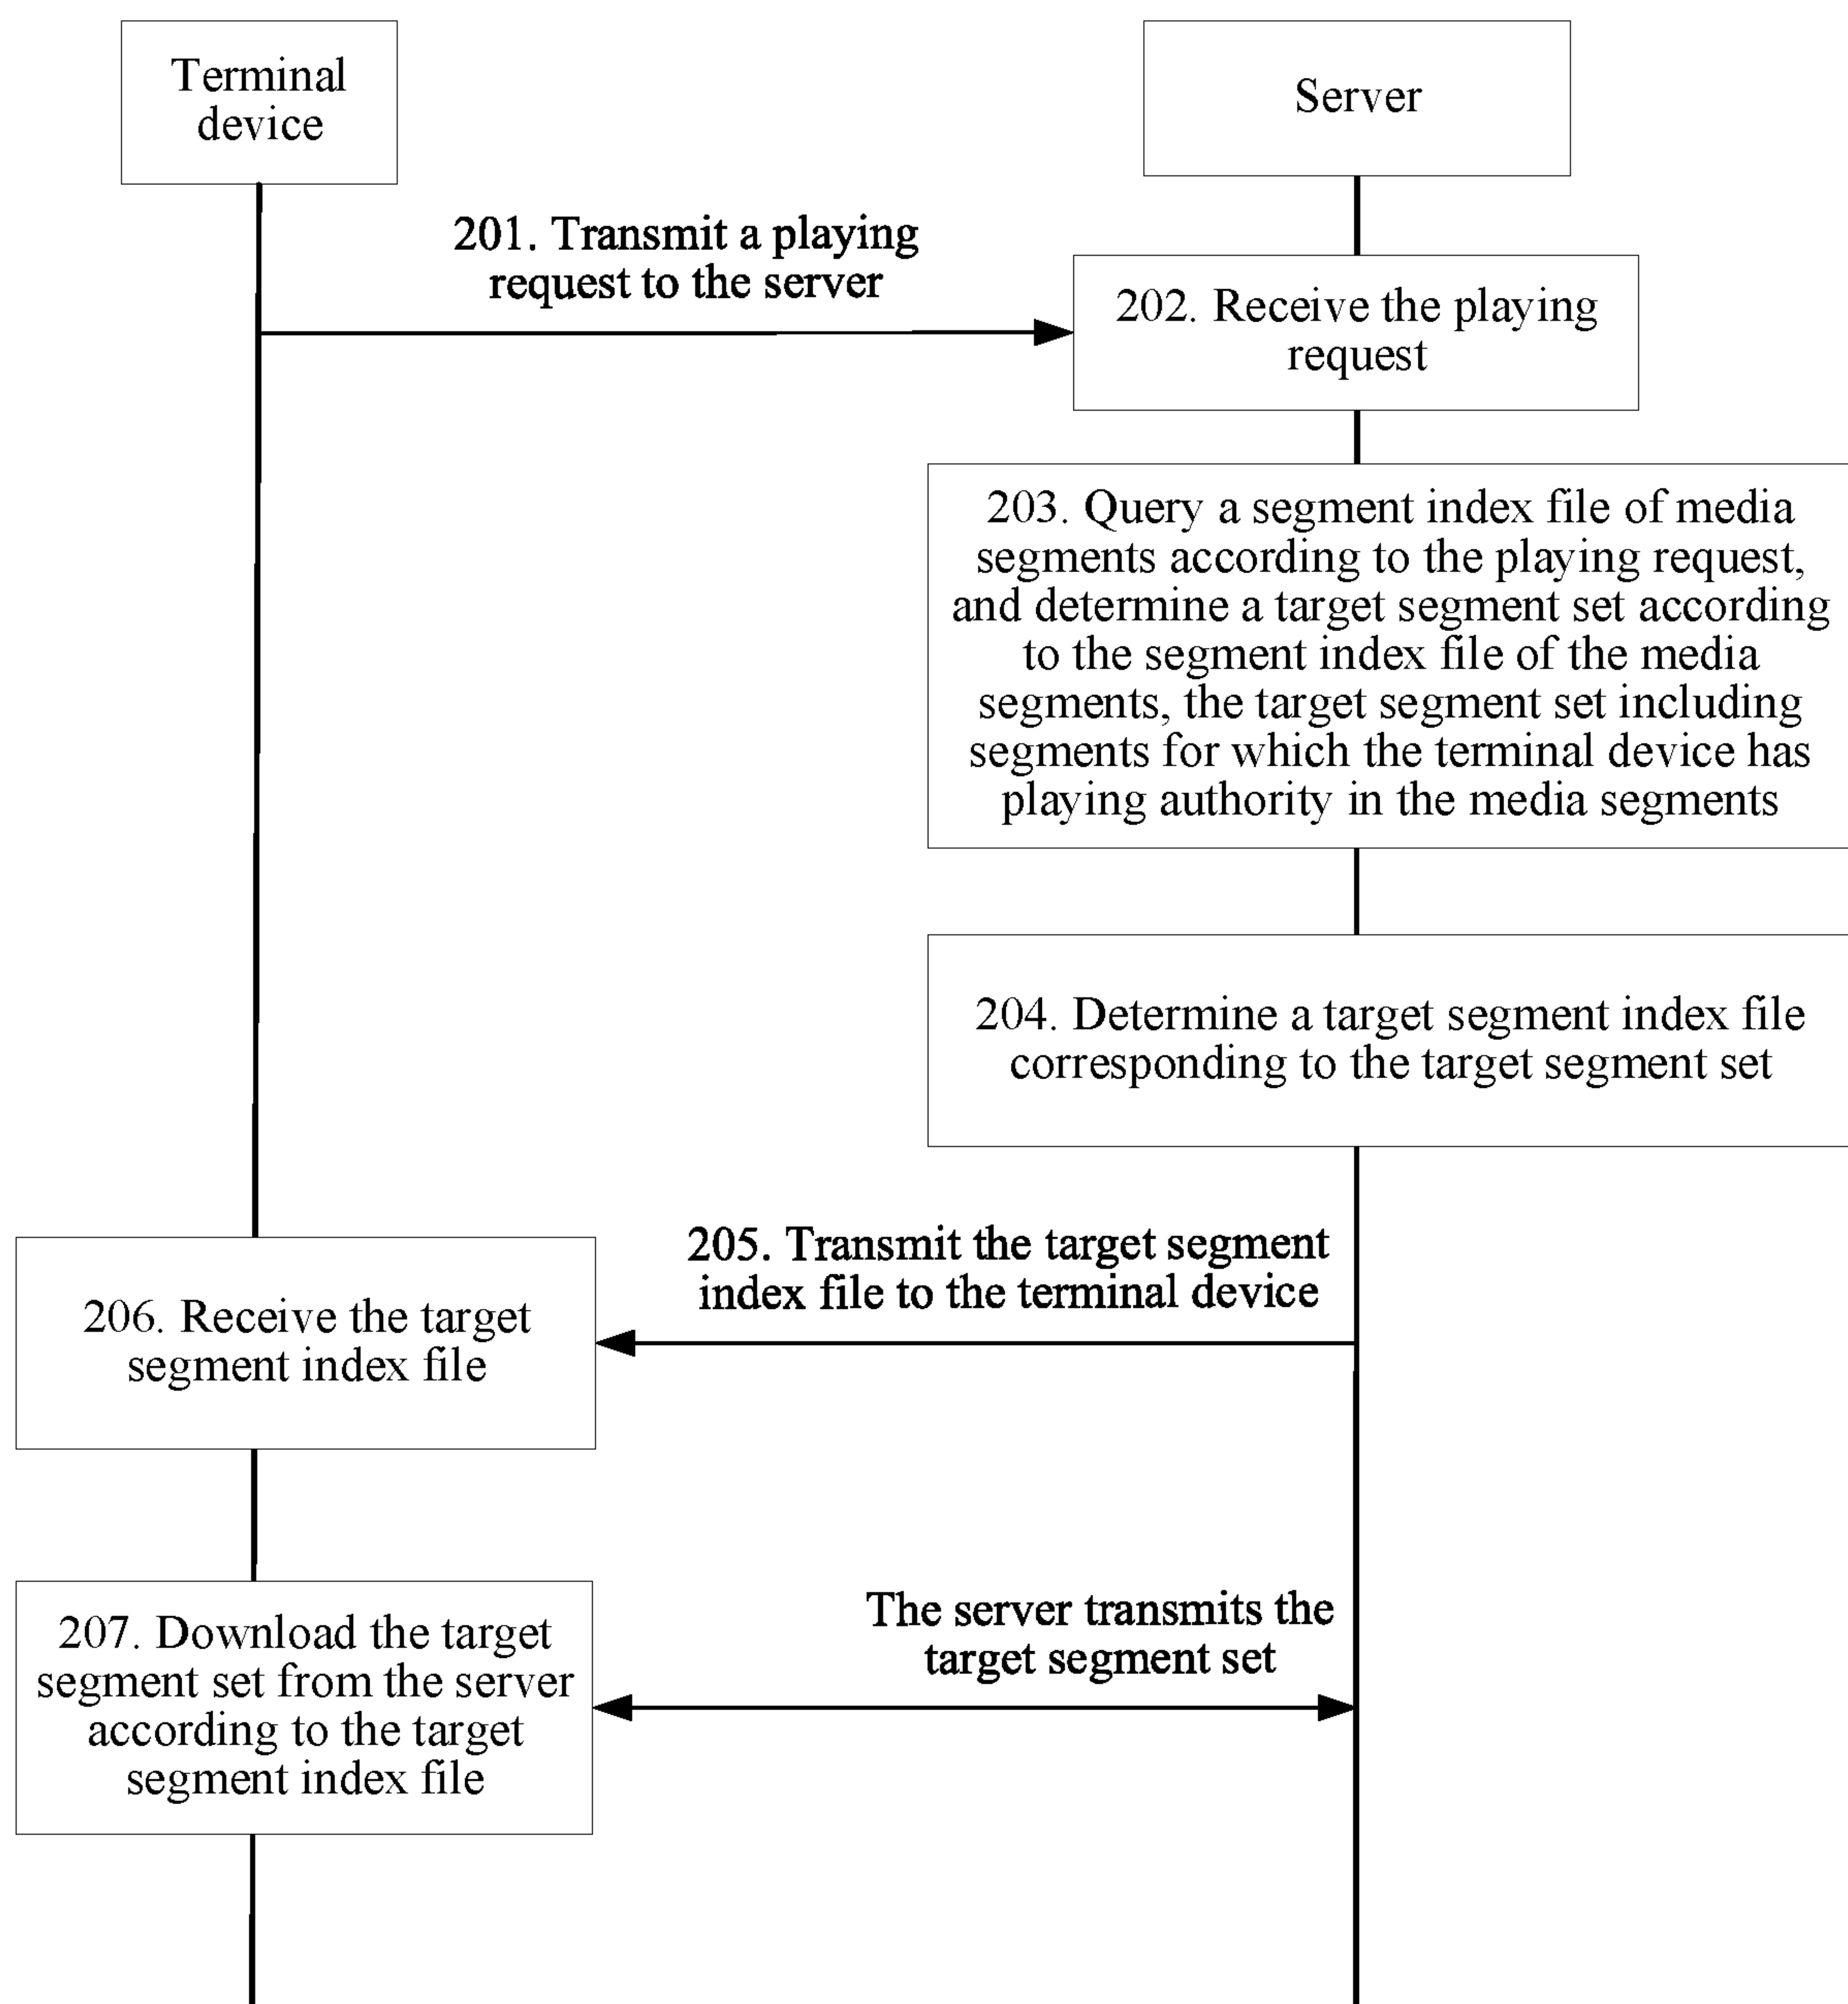 Terminal
device
Server
201. Transmit a playing
request to the server
202. Receive the playing
request
203. Query a segment index file of media
segments according to the playing request,
and determine a target segment set according
to the segment index file of the media
segments, the target segment set including
segments for which the terminal device has
playing authority in the media segments
204. Determine a target segment index file
corresponding to the target segment set
205. Transmit the target segment
index file to the terminal device
206. Receive the target
segment index file
The server transmits the
target segment set
207. Download the target
segment set from the server
according to the target
segment index file